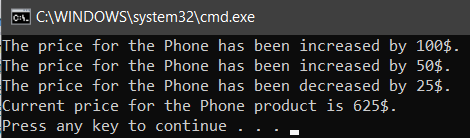 C:\WINDOWS\system32\cmd.exe
The price for the Phone has been increased by 100$.
The price for the Phone has been increased by 50$.
The price for the Phone has been decreased by 25$.
Current price for the Phone product is 625$.
Press any key to continue . . .